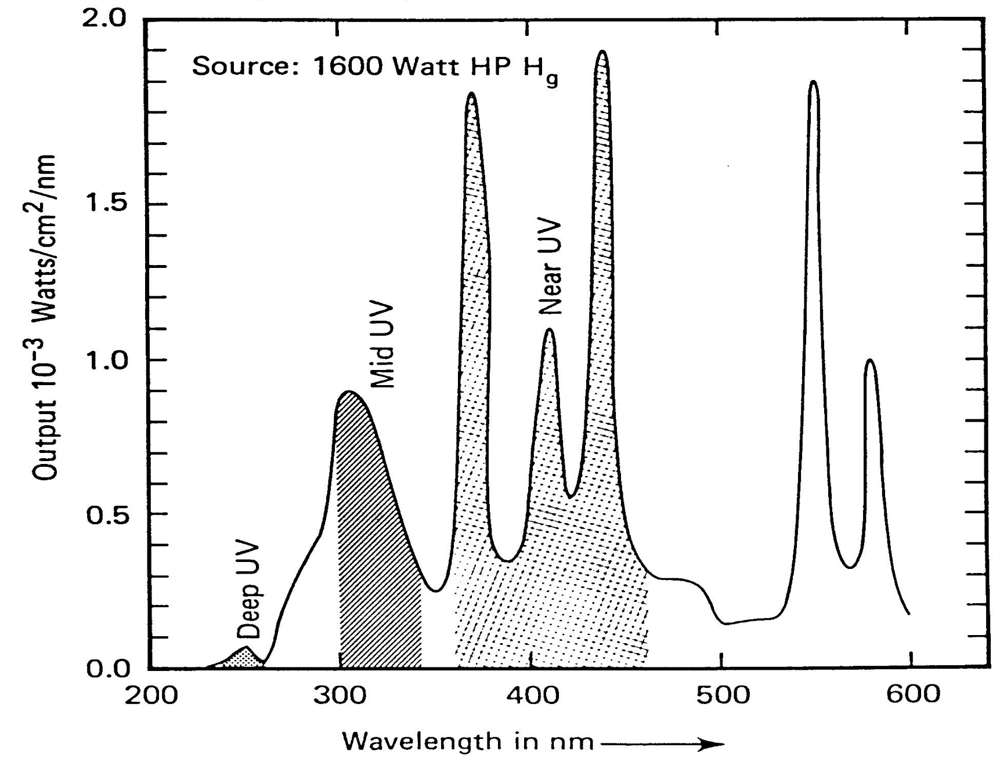 2.0
Source: 1600 Watt HP Hg
1.5
Output 10−3 Watts/cm2/nm
Near UV
1.0
Mid UV
0.5
Deep UV
0.0
200 300 400 500 600
Wavelength in nm